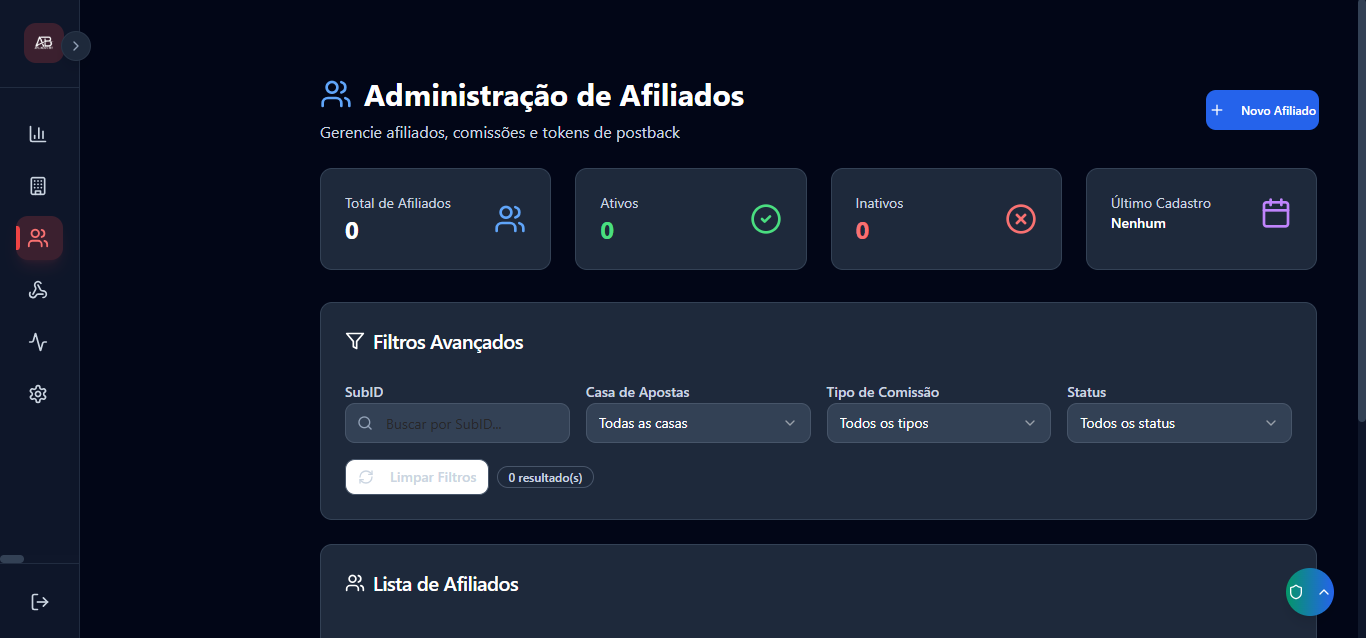 AB
Administração de Afiliados
Gerencie afiliados, comissões e tokens de postback
Novo Afiliado
Total de Afiliados
0
Ativos
0
Inativos
0
Último Cadastro
Nenhum
Filtros Avançados
SubID
Buscar por SubID...
Casa de Apostas
Todas as casas
Tipo de Comissão
Todos os tipos
Status
Todos os status
Limpar Filtros
0 resultado(s)
Lista de Afiliados